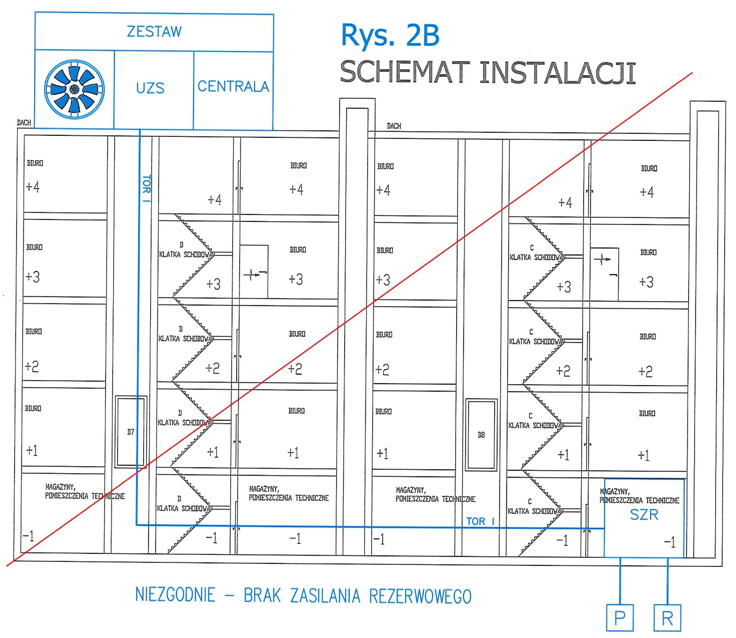 Rys. 2B
SCHEMAT INSTALACJI
ZESTAW
UZS
CENTRALA
DACH
DACH
TOR I
BIURO
+4
+4
BIURO
+4
BIURO
+4
+4
BIURO
+4
BIURO
+3
D
KLATKA SCHODOWA
+3
BIURO
+3
BIURO
+3
C
KLATKA SCHODOWA
+3
BIURO
+3
BIURO
+2
D
KLATKA SCHODOWA
+2
BIURO
+2
BIURO
+2
C
KLATKA SCHODOWA
+2
BIURO
+2
BIURO
+1
D7
D
KLATKA SCHODOWA
+1
BIURO
+1
BIURO
+1
D8
C
KLATKA SCHODOWA
+1
BIURO
+1
MAGAZYNY,
POMIESZCZENIA TECHNICZNE
-1
D
KLATKA SCHODOWA
-1
MAGAZYNY,
POMIESZCZENIA TECHNICZNE
-1
MAGAZYNY,
POMIESZCZENIA TECHNICZNE
-1
C
KLATKA SCHODOWA
-1
MAGAZYNY,
POMIESZCZENIA TECHNICZNE
SZR
-1
TOR I
NIEZGODNIE – BRAK ZASILANIA REZERWOWEGO
P
R